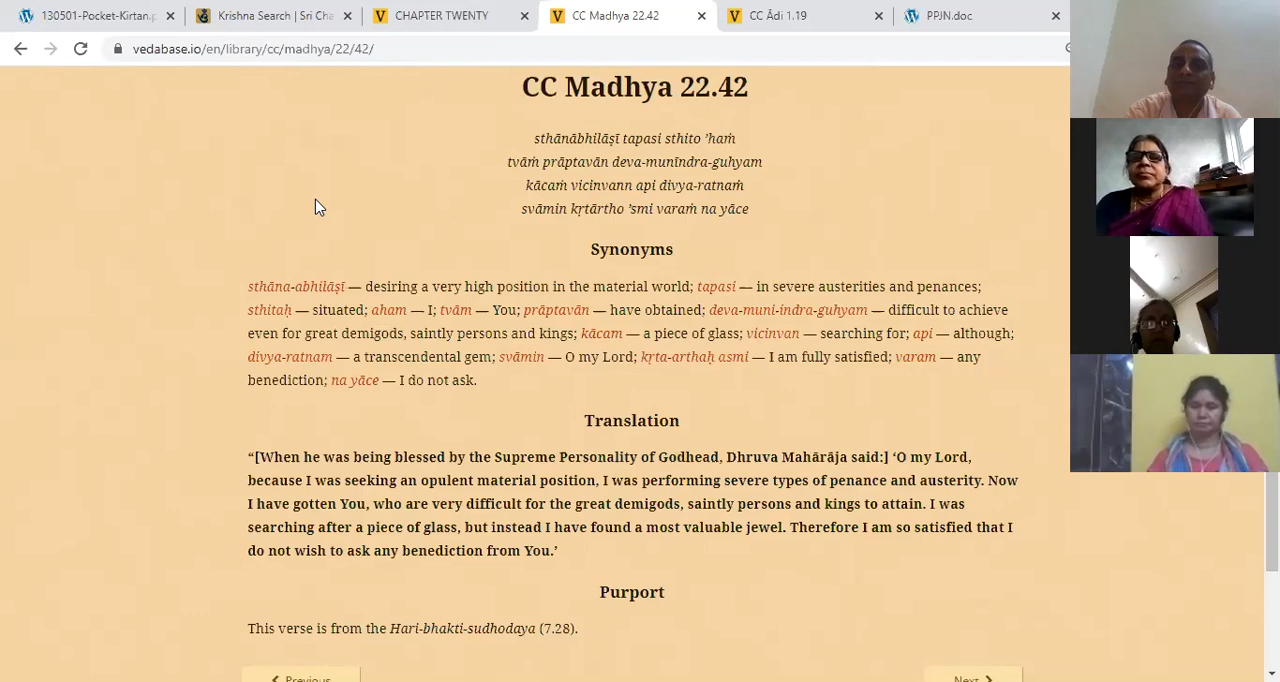 130501-Pocket-Kirtan.p
Krishna Search | Sri Cha
CHAPTER TWENTY
CC Madhya 22.42
CC Ādi 1.19
PPJN.doc
vedabase.io/en/library/cc/madhya/22/42/
CC Madhya 22.42
sthānābhilāṣī tapasi sthito ’haṁ
tvāṁ prāptavān deva-munīndra-guhyam
kācaṁ vicinvann api divya-ratnaṁ
svāmin kṛtārtho ’smi varaṁ na yāce
Synonyms
sthāna-abhilāṣī — desiring a very high position in the material world; tapasi — in severe austerities and penances;
sthitaḥ — situated; aham — I; tvām — You; prāptavān — have obtained; deva-muni-indra-guhyam — difficult to achieve
even for great demigods, saintly persons and kings; kācam — a piece of glass; vicinvan — searching for; api — although;
divya-ratnam — a transcendental gem; svāmin — O my Lord; kṛta-arthaḥ asmi — I am fully satisfied; varam — any
benediction; na yāce — I do not ask.
Translation
“[When he was being blessed by the Supreme Personality of Godhead, Dhruva Mahārāja said:] ‘O my Lord,
because I was seeking an opulent material position, I was performing severe types of penance and austerity. Now
I have gotten You, who are very difficult for the great demigods, saintly persons and kings to attain. I was
searching after a piece of glass, but instead I have found a most valuable jewel. Therefore I am so satisfied that I
do not wish to ask any benediction from You.’
Purport
This verse is from the Hari-bhakti-sudhodaya (7.28).
Previous
Next